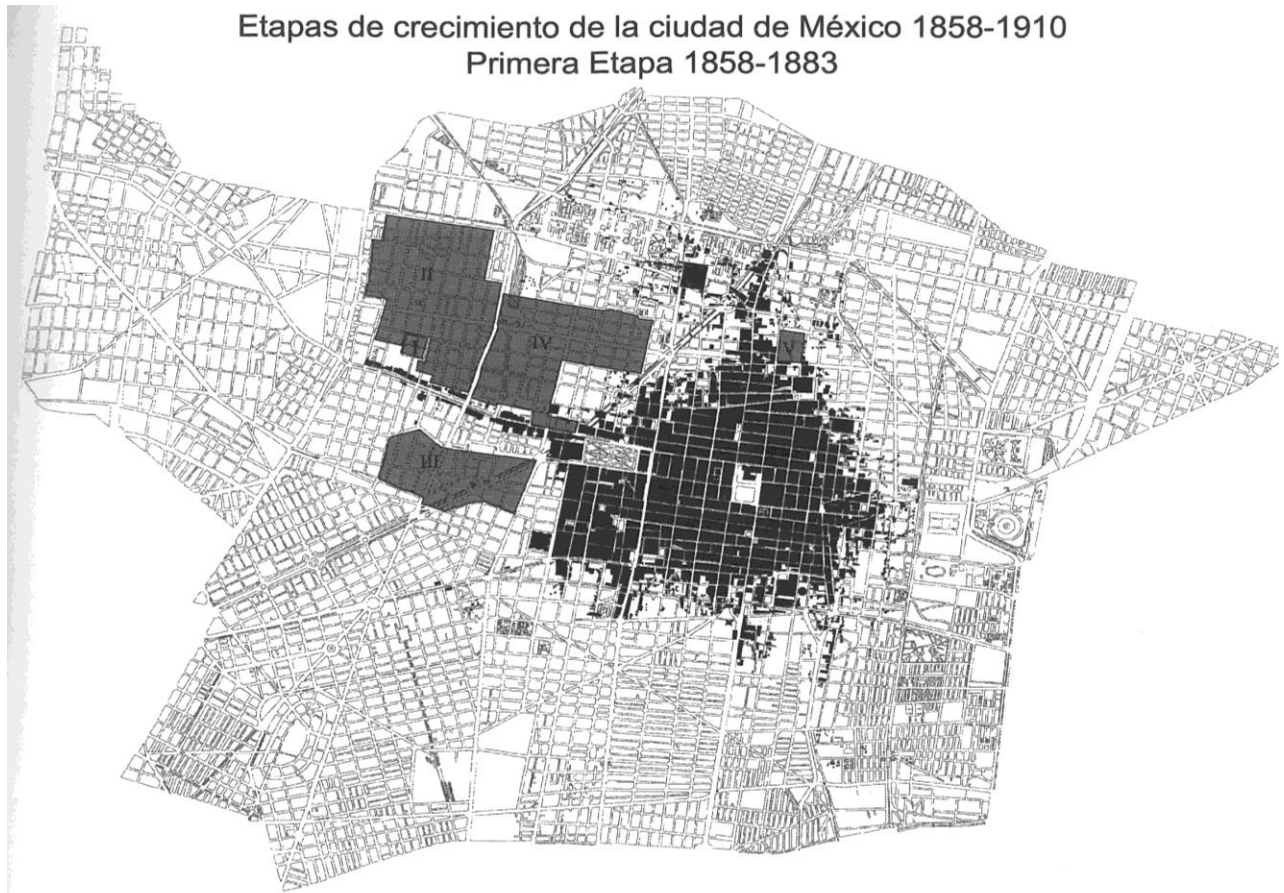 Etapas de crecimiento de la ciudad de México 1858-1910
Primera Etapa 1858-1883
II
I
IV
V
III